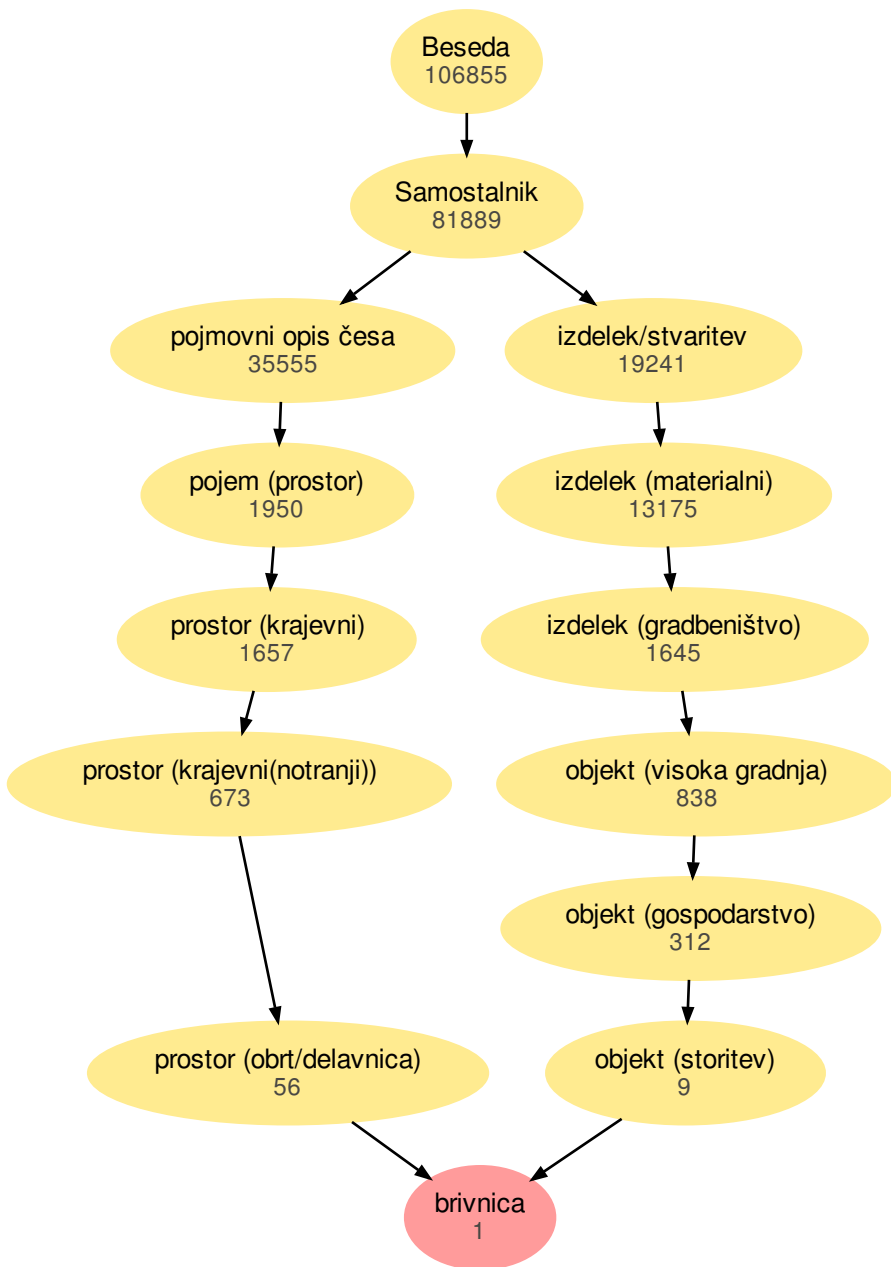 Beseda
106855
Samostalnik
81889
pojmovni opis česa
35555
izdelek/stvaritev
19241
pojem (prostor)
1950
izdelek (materialni)
13175
prostor (krajevni)
1657
izdelek (gradbeništvo)
1645
prostor (krajevni(notranji))
673
objekt (visoka gradnja)
838
objekt (gospodarstvo)
312
prostor (obrt/delavnica)
56
objekt (storitev)
9
brivnica
1